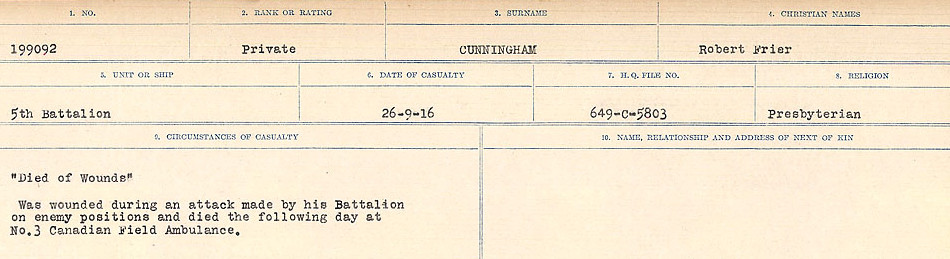 1. NO. 2. RANK OR RATING 3. SURNAME 4. CHRISTIAN NAMES
199092 Private CUNNINGHAM Robert Frier
5. UNIT OR SHIP 6. DATE OF CASUALTY 7. H. Q. FILE NO. 8. RELIGION
5th Battalion 26-9-16 649-C-5803 Presbyterian
9. CIRCUMSTANCES OF CASUALTY 10. NAME, RELATIONSHIP AND ADDRESS OF NEXT OF KIN
"Died of Wounds"
Was wounded during an attack made by his Battalion
on enemy positions and died the following day at
No.3 Canadian Field Ambulance.